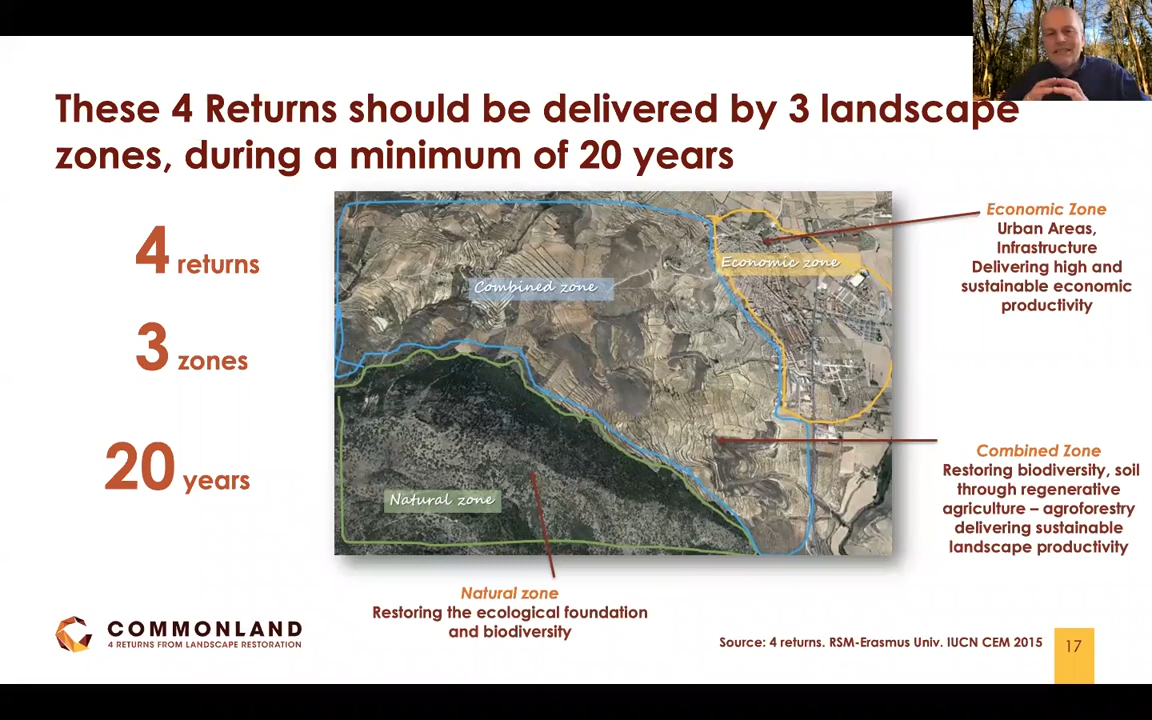 These 4 Returns should be delivered by 3 landscape
zones, during a minimum of 20 years
4 returns
3 zones
20 years
Combined zone
Economic zone
Natural zone
Economic Zone
Urban Areas,
Infrastructure
Delivering high and
sustainable economic
productivity
Combined Zone
Restoring biodiversity, soil
through regenerative
agriculture – agroforestry
delivering sustainable
landscape productivity
Natural zone
Restoring the ecological foundation
and biodiversity
COMMONLAND
4 RETURNS FROM LANDSCAPE RESTORATION
Source: 4 returns. RSM-Erasmus Univ. IUCN CEM 2015
17